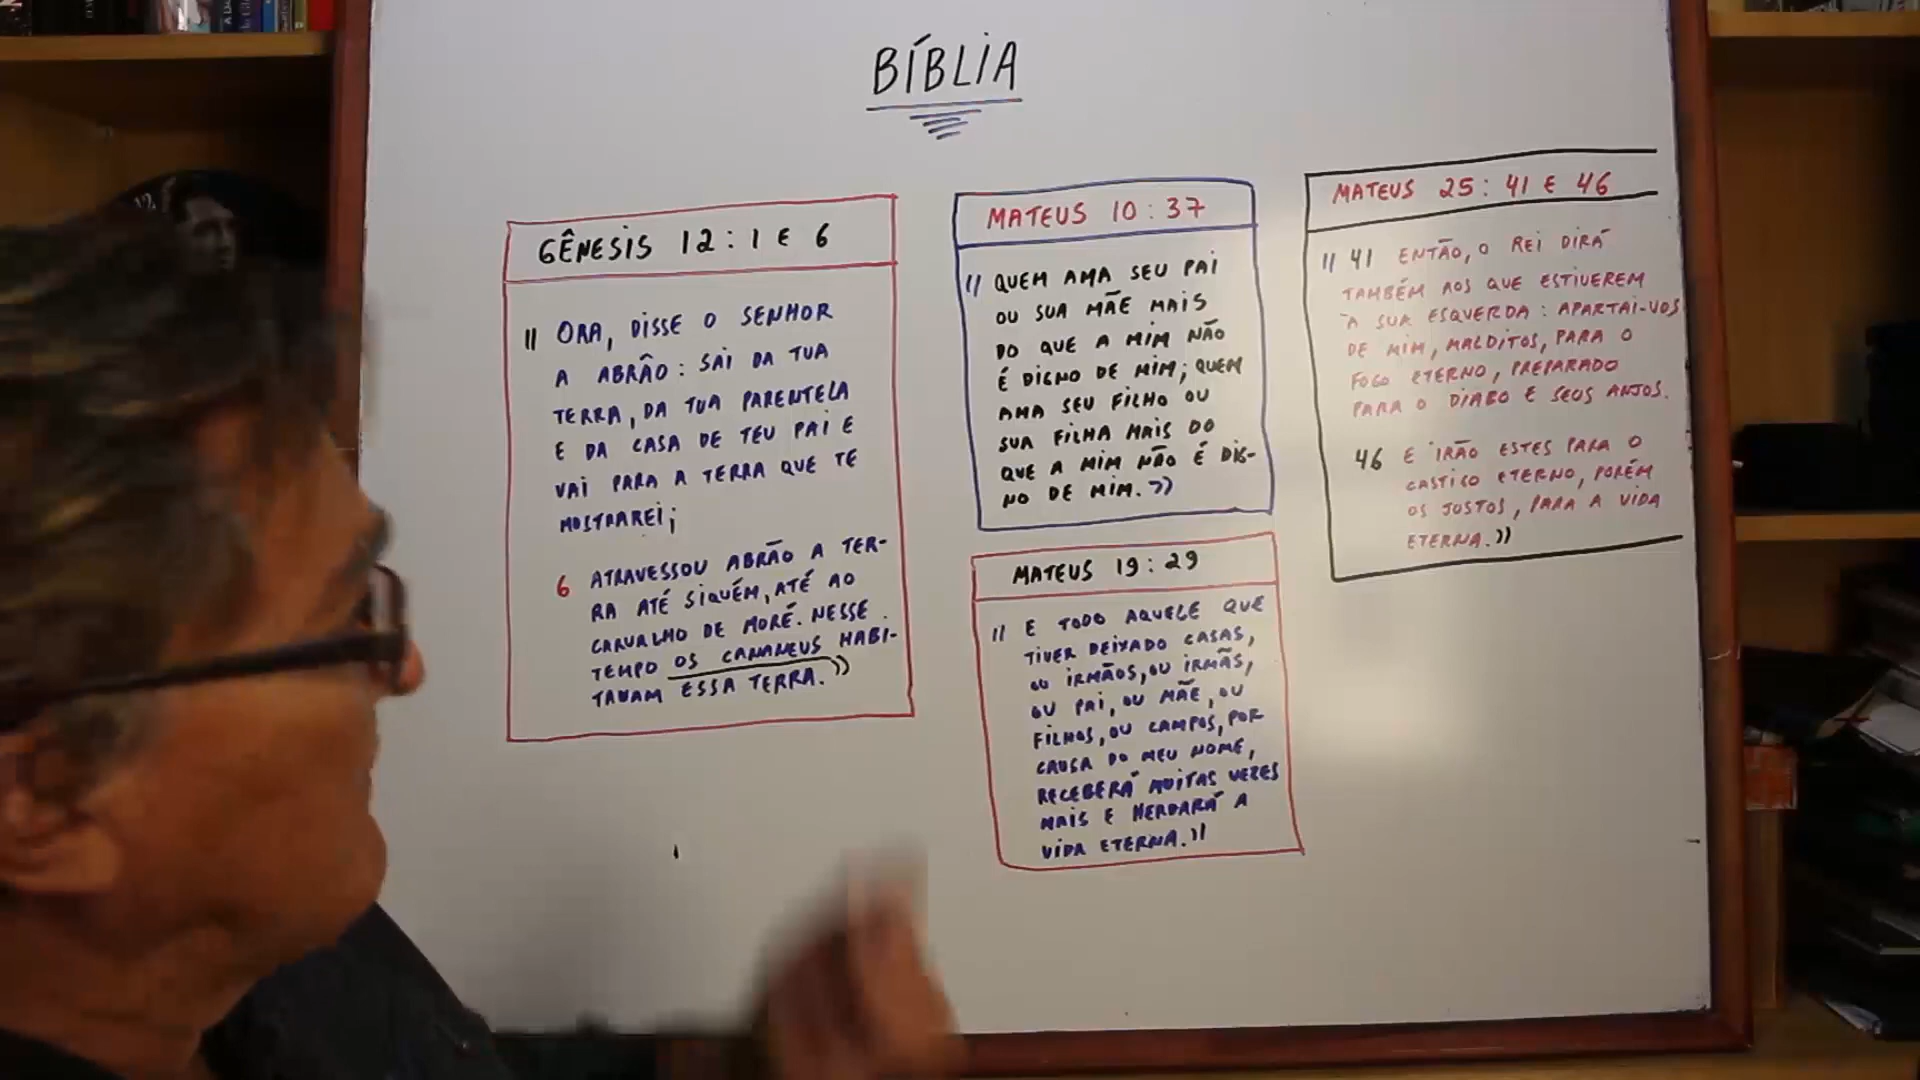 BÍBLIA
GÊNESIS 12:1 E 6
" ORA, DISSE O SENHOR
A ABRÃO: SAI DA TUA
TERRA, DA TUA PARENTELA
E DA CASA DE TEU PAI E
VAI PARA A TERRA QUE TE
MOSTRAREI;
6 ATRAVESSOU ABRÃO A TER-
RA ATÉ SIQUÉM, ATÉ AO
CARVALHO DE MORÉ. NESSE
TEMPO OS CANANEUS HABI-
TAVAM ESSA TERRA."
MATEUS 10:37
" QUEM AMA SEU PAI
OU SUA MÃE MAIS
DO QUE A MIM NÃO
É DIGNO DE MIM; QUEM
AMA SEU FILHO OU
SUA FILHA MAIS DO
QUE A MIM NÃO É DIG-
NO DE MIM."
MATEUS 19:29
" E TODO AQUELE QUE
TIVER DEIXADO CASAS,
OU IRMÃOS, OU IRMÃS,
OU PAI, OU MÃE, OU
FILHOS, OU CAMPOS, POR
CAUSA DO MEU NOME,
RECEBERÁ MUITAS VEZES
MAIS E HERDARÁ A
VIDA ETERNA."
MATEUS 25:41 E 46
" 41 ENTÃO, O REI DIRÁ
TAMBÉM AOS QUE ESTIVEREM
À SUA ESQUERDA: APARTAI-VOS
DE MIM, MALDITOS, PARA O
FOGO ETERNO, PREPARADO
PARA O DIABO E SEUS ANJOS.
46 E IRÃO ESTES PARA O
CASTIGO ETERNO, PORÉM
OS JUSTOS, PARA A VIDA
ETERNA."